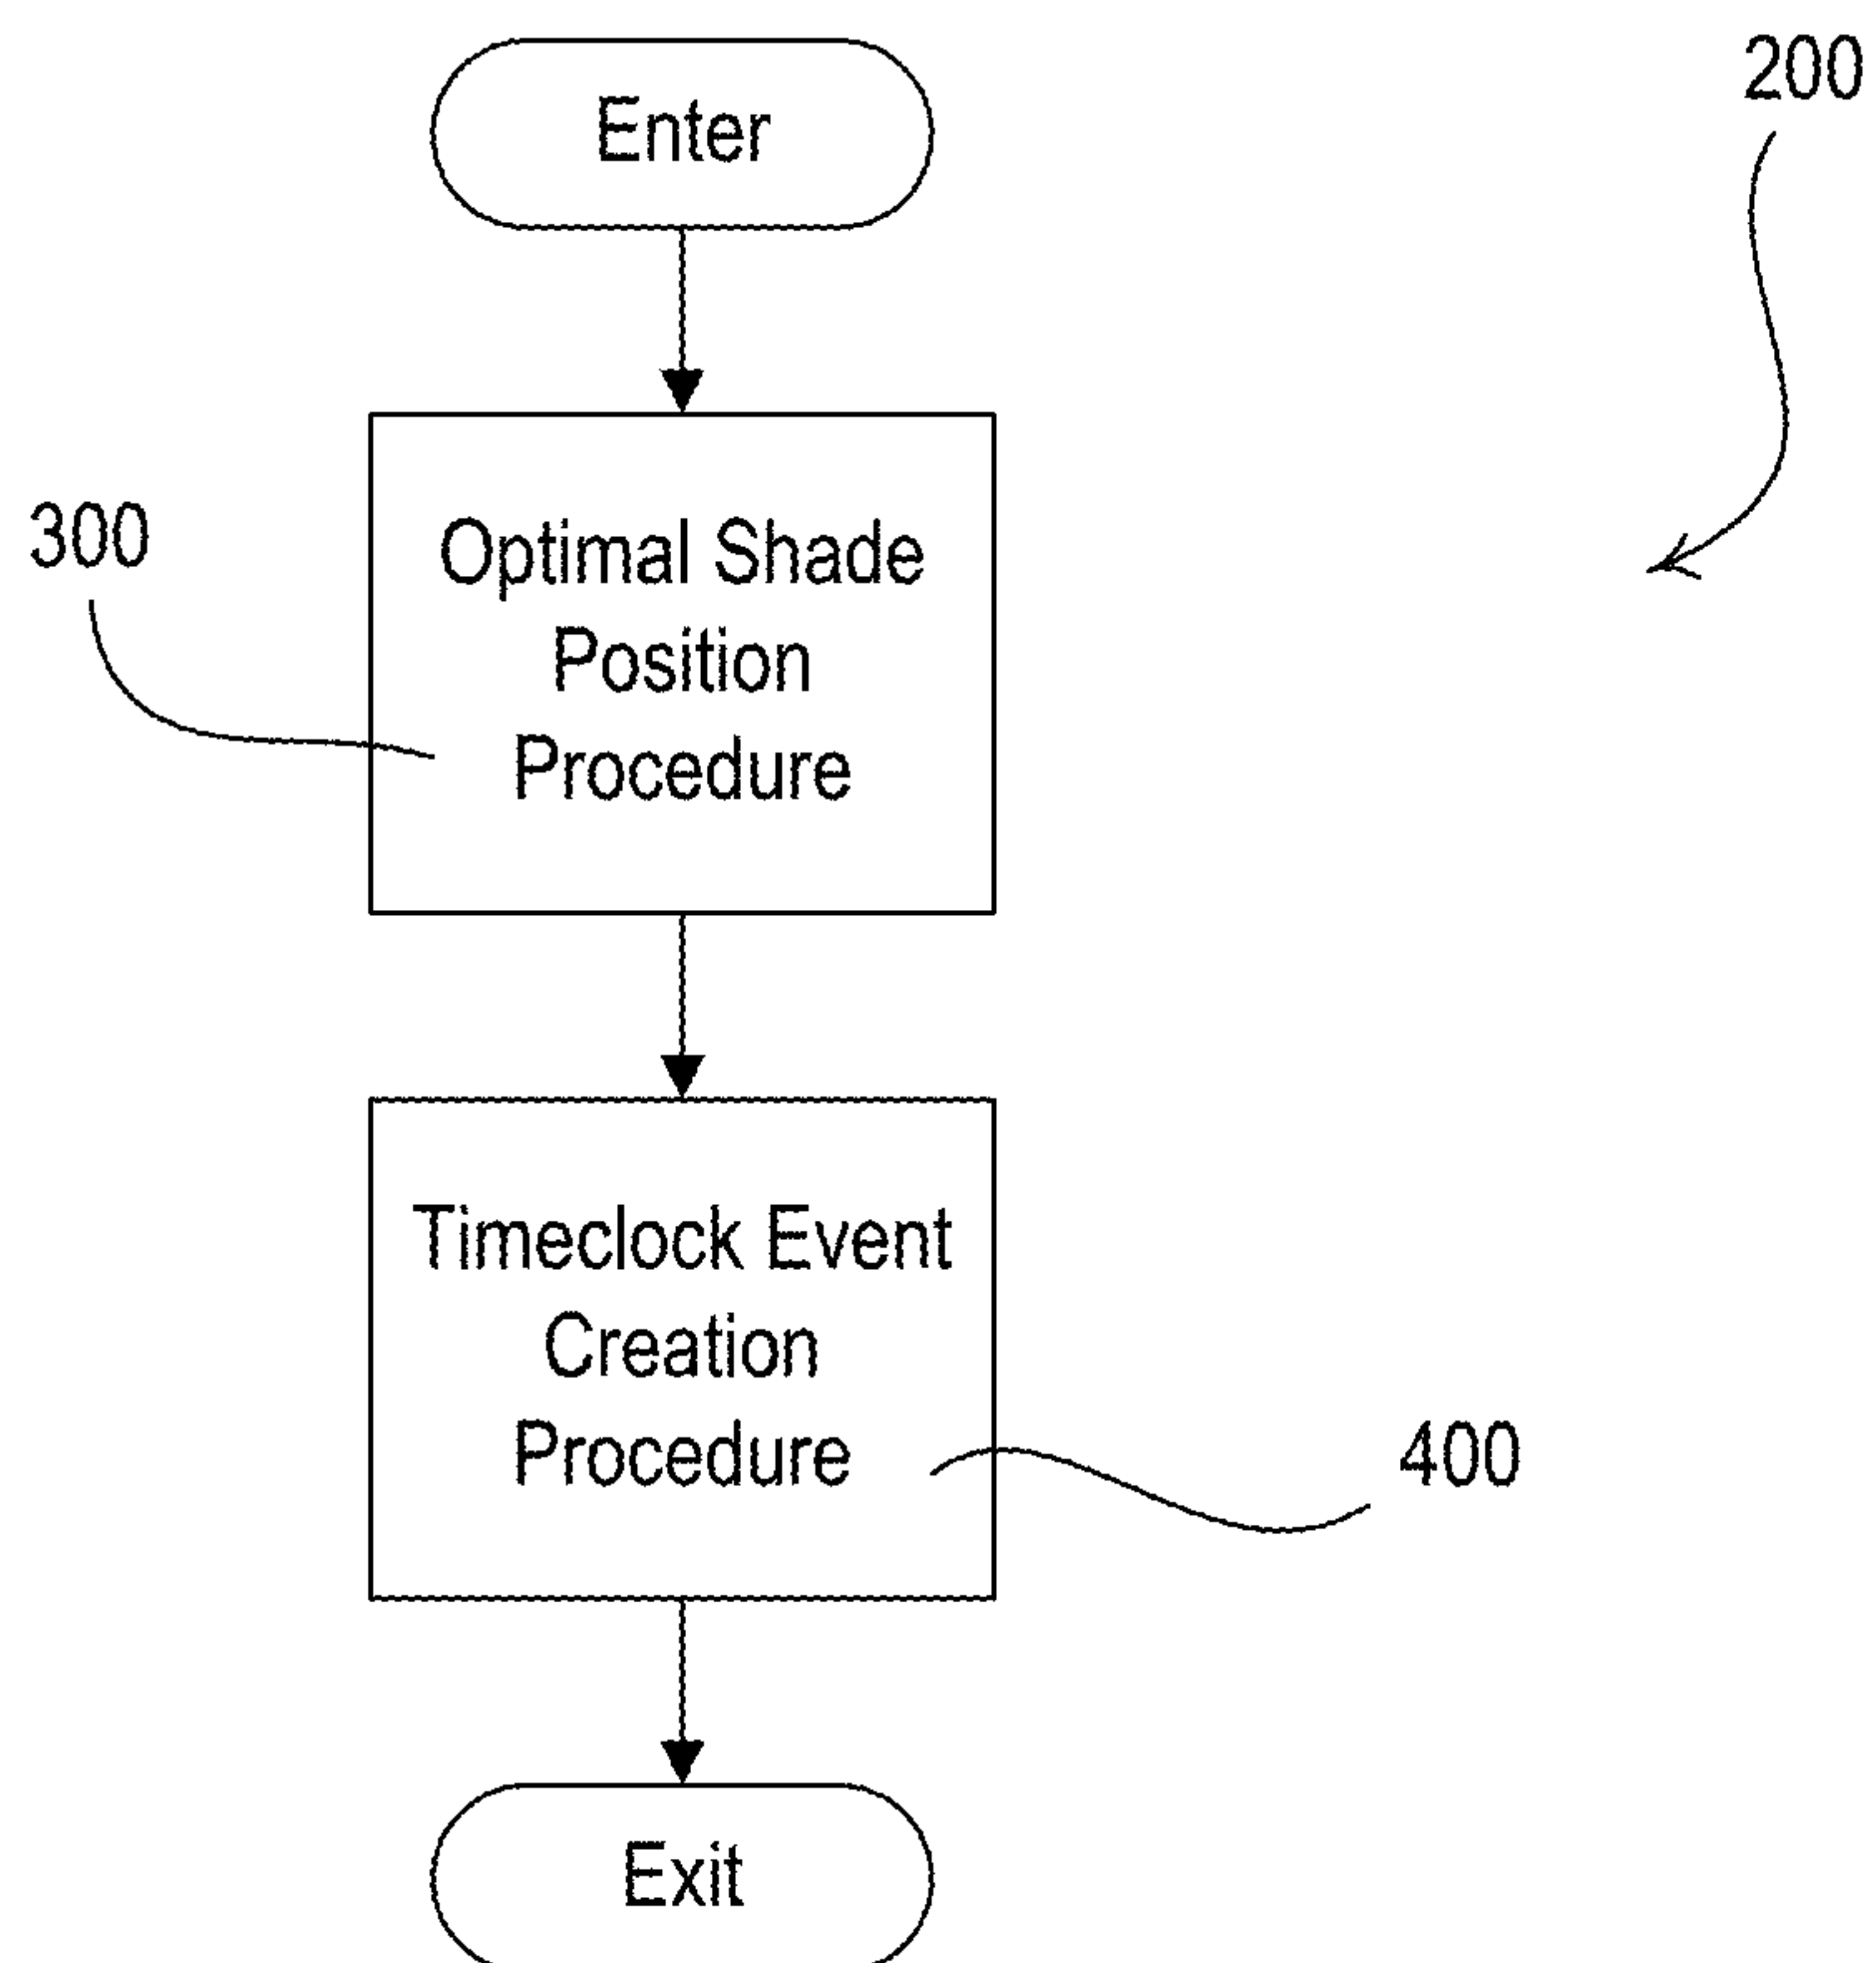 Enter
200
300
Optimal Shade
Position
Procedure
Timeclock Event
Creation
Procedure
400
Exit